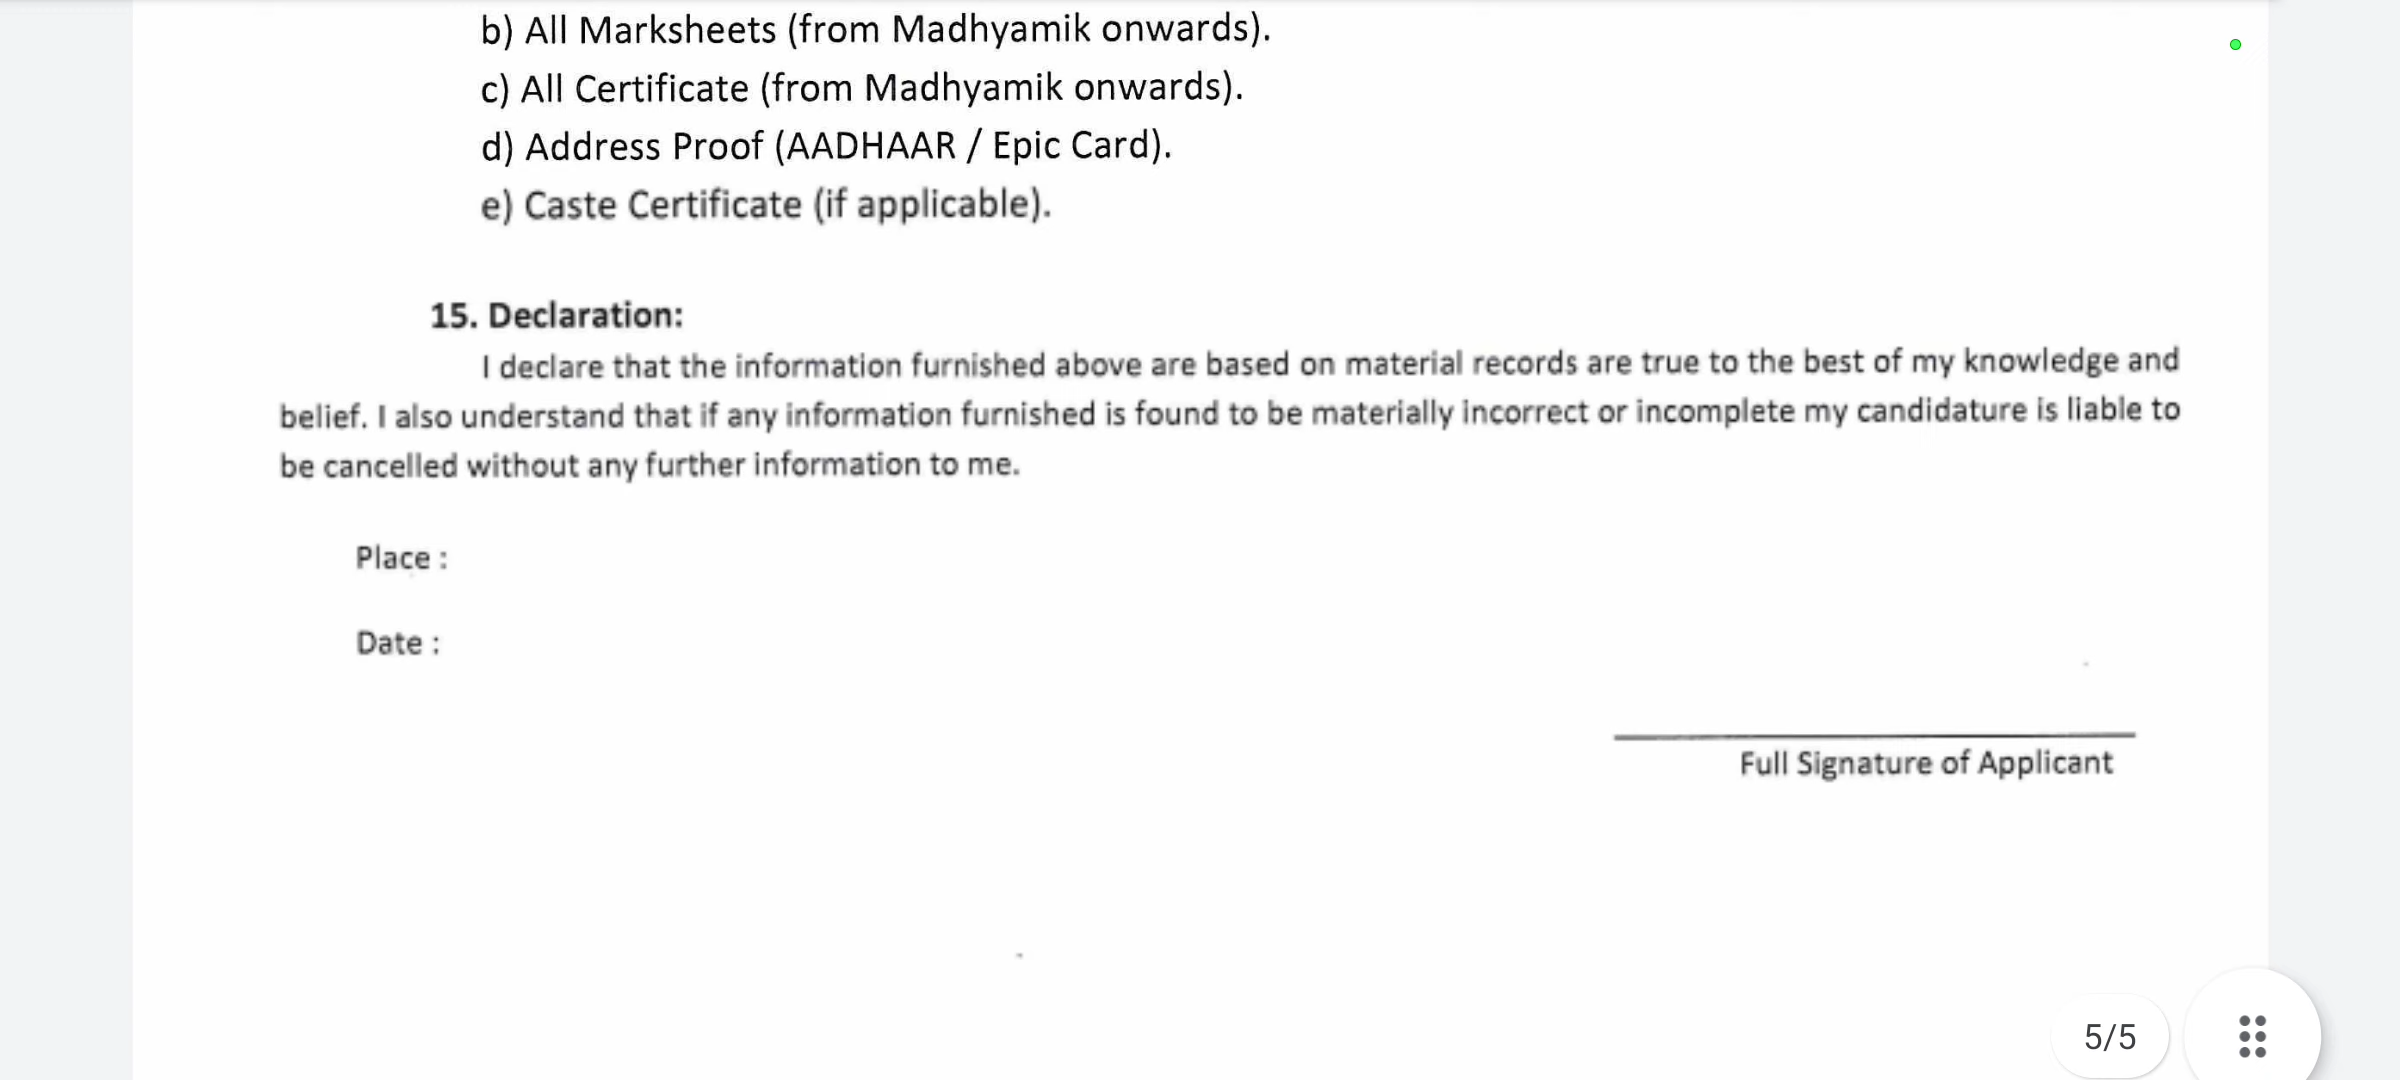 b) All Marksheets (from Madhyamik onwards).
c) All Certificate (from Madhyamik onwards).
d) Address Proof (AADHAAR / Epic Card).
e) Caste Certificate (if applicable).
15. Declaration:
I declare that the information furnished above are based on material records are true to the best of my knowledge and
belief. I also understand that if any information furnished is found to be materially incorrect or incomplete my candidature is liable to
be cancelled without any further information to me.
Place :
Date :
Full Signature of Applicant
5/5